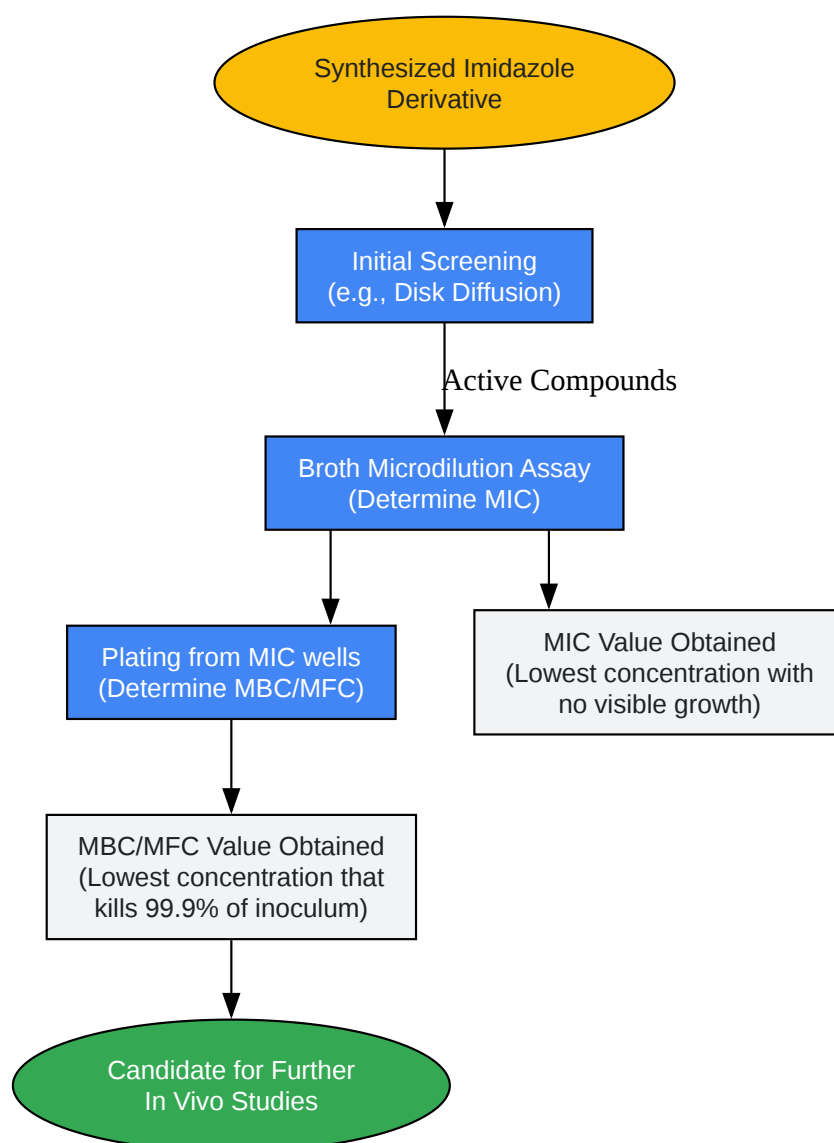 Synthesized Imidazole
Derivative
Initial Screening
(e.g., Disk Diffusion)
Active Compounds
Broth Microdilution Assay
(Determine MIC)
Plating from MIC wells
(Determine MBC/MFC)
MIC Value Obtained
(Lowest concentration with
no visible growth)
MBC/MFC Value Obtained
(Lowest concentration that
kills 99.9% of inoculum)
Candidate for Further
In Vivo Studies